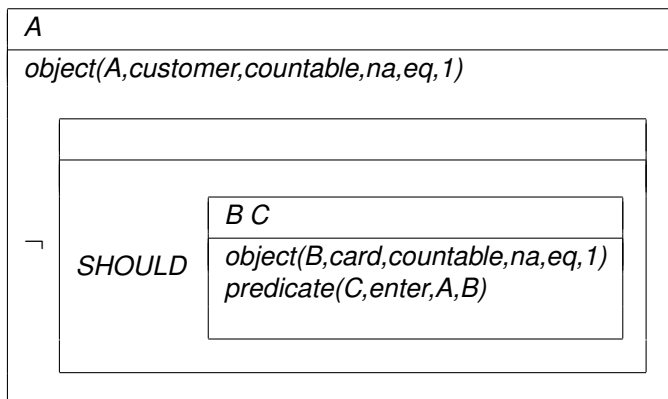 A
object(A,customer,countable,na,eq,1)
B C
object(B,card,countable,na,eq,1)
¬ SHOULD
predicate(C,enter,A,B)